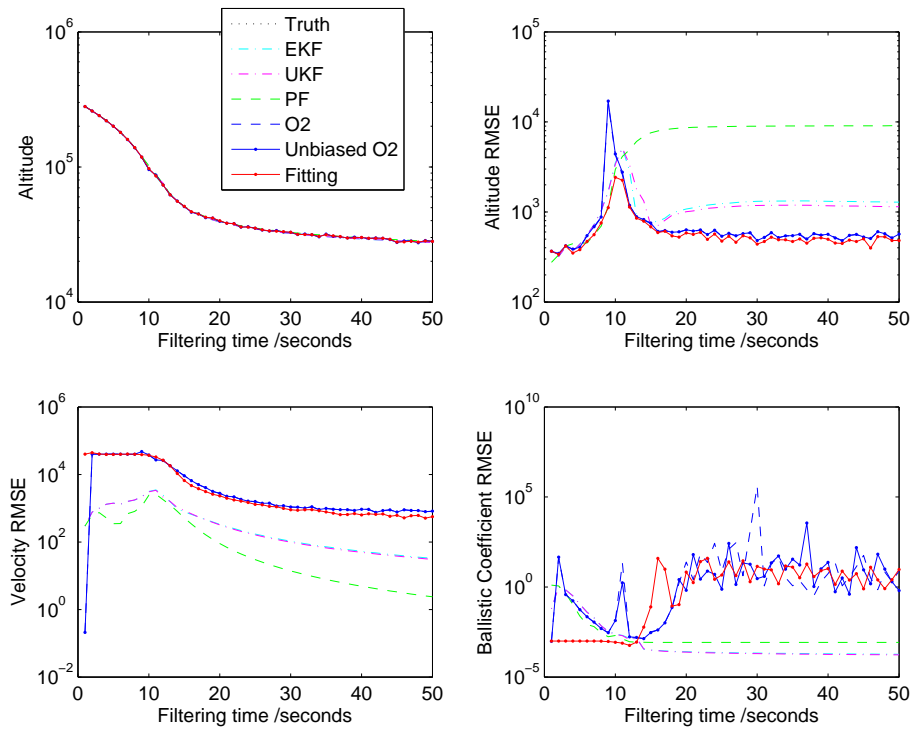 Truth
EKF
UKF
PF
O2
Unbiased O2
Fitting
10^6
10^5
10^4
Altitude
0 10 20 30 40 50
Filtering time /seconds
10^5
10^4
10^3
10^2
Altitude RMSE
0 10 20 30 40 50
Filtering time /seconds
10^6
10^4
10^2
10^0
10^−2
Velocity RMSE
0 10 20 30 40 50
Filtering time /seconds
10^10
10^5
10^0
10^−5
Ballistic Coefficient RMSE
0 10 20 30 40 50
Filtering time /seconds